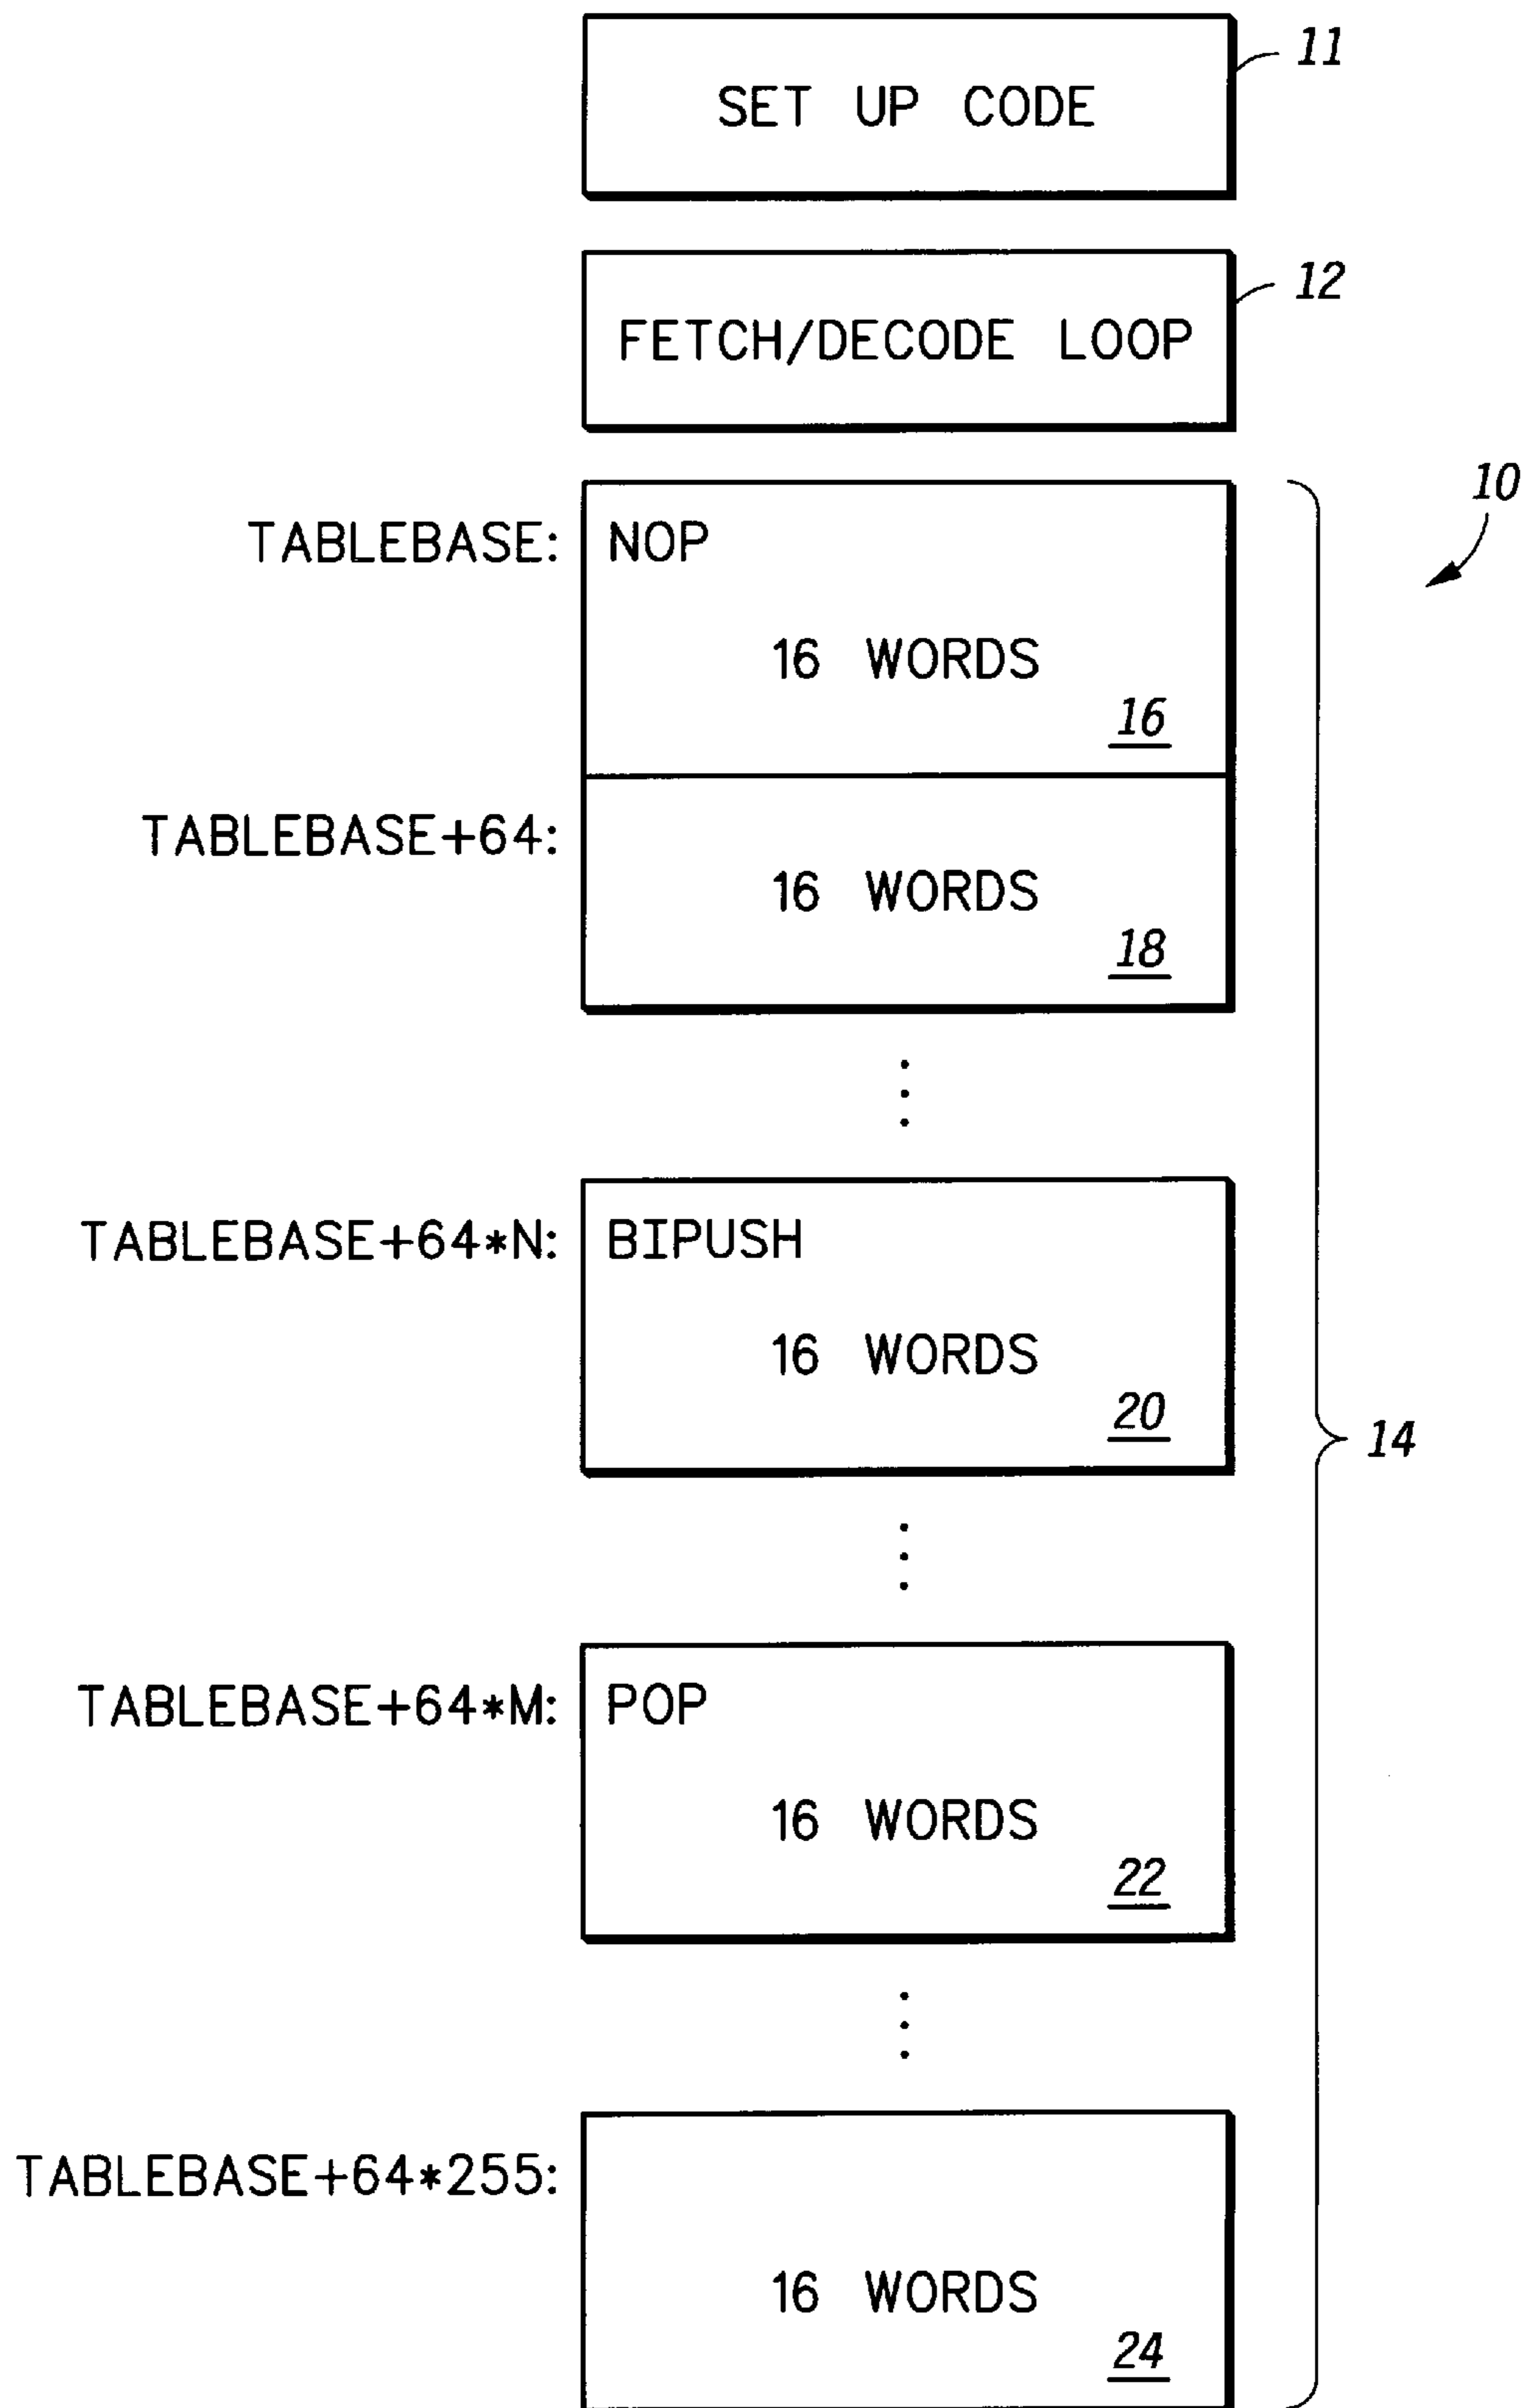 11
SET UP CODE
12
FETCH/DECODE LOOP
10
TABLEBASE: NOP
16 WORDS
16
TABLEBASE+64:
16 WORDS
18
TABLEBASE+64*N: BIPUSH
16 WORDS
20
14
TABLEBASE+64*M: POP
16 WORDS
22
TABLEBASE+64*255:
16 WORDS
24